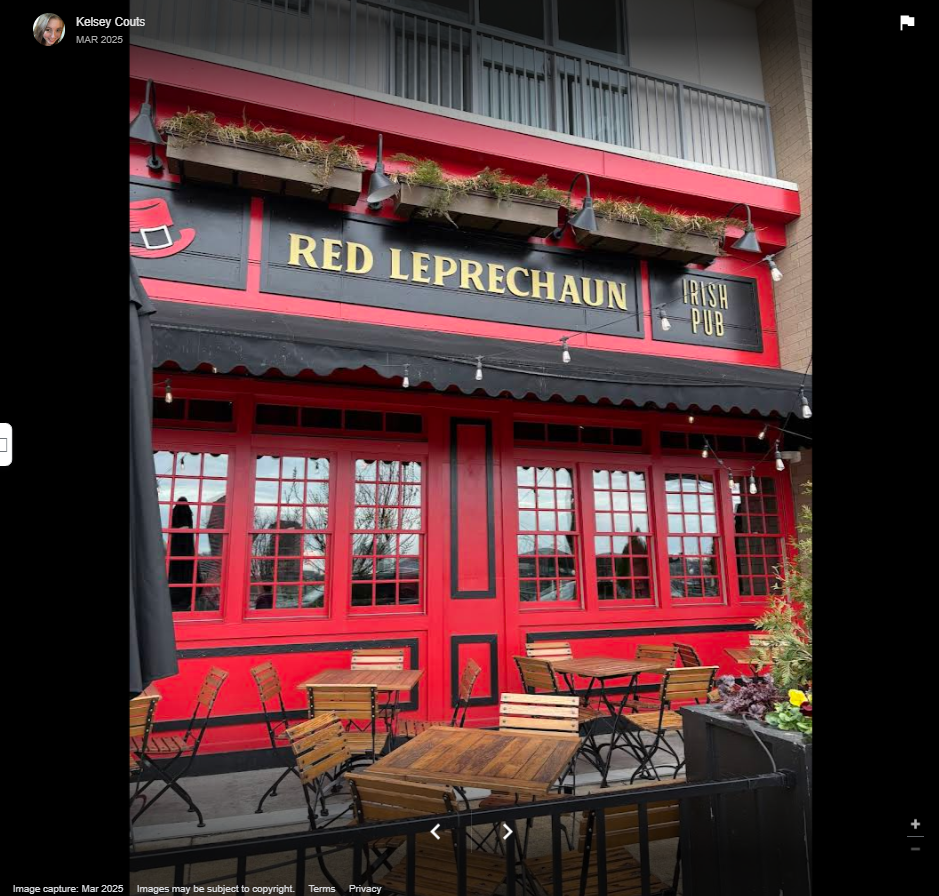 Kelsey Couts
MAR 2025
RED LEPRECHAUN
IRISH
PUB
Image capture: Mar 2025 Images may be subject to copyright. Terms Privacy